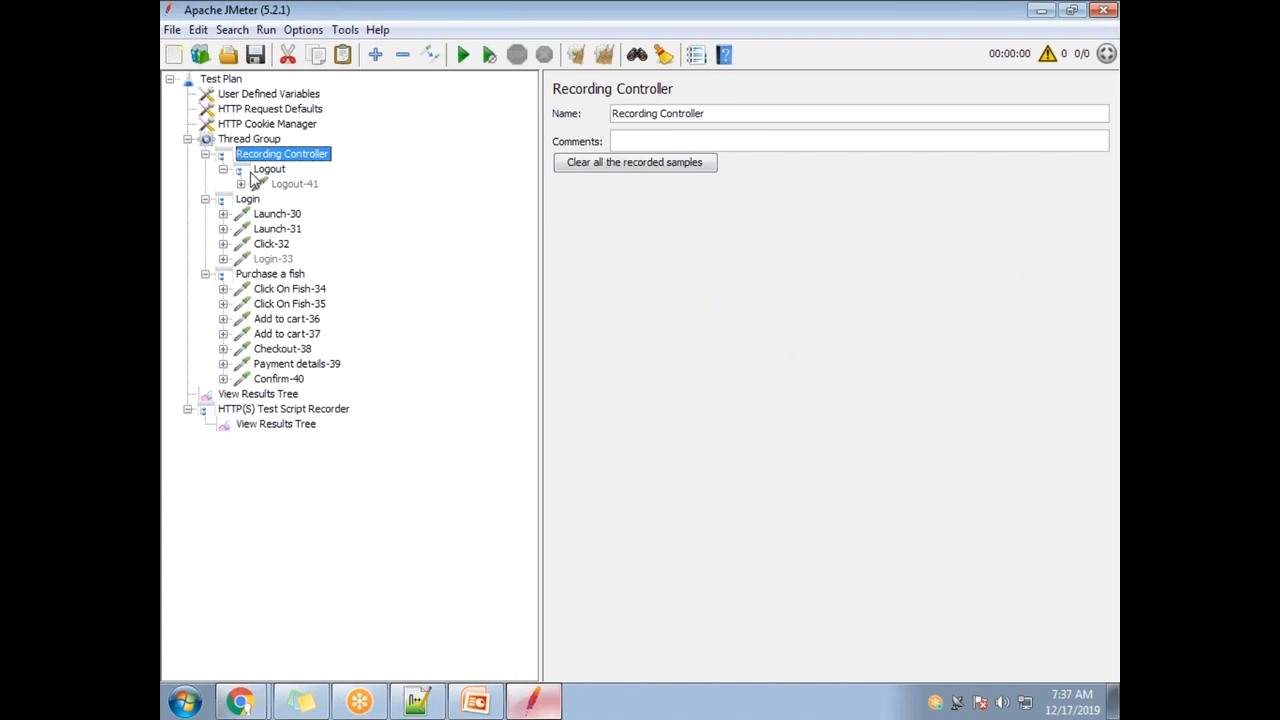 Apache JMeter (5.2.1)
File Edit Search Run Options Tools Help
00:00:00 0 0/0
Test Plan
User Defined Variables
HTTP Request Defaults
HTTP Cookie Manager
Thread Group
Recording Controller
Logout
Logout-41
Login
Launch-30
Launch-31
Click-32
Login-33
Purchase a fish
Click On Fish-34
Click On Fish-35
Add to cart-36
Add to cart-37
Checkout-38
Payment details-39
Confirm-40
View Results Tree
HTTP(S) Test Script Recorder
View Results Tree
Recording Controller
Name: Recording Controller
Comments:
Clear all the recorded samples
7:37 AM
12/17/2019